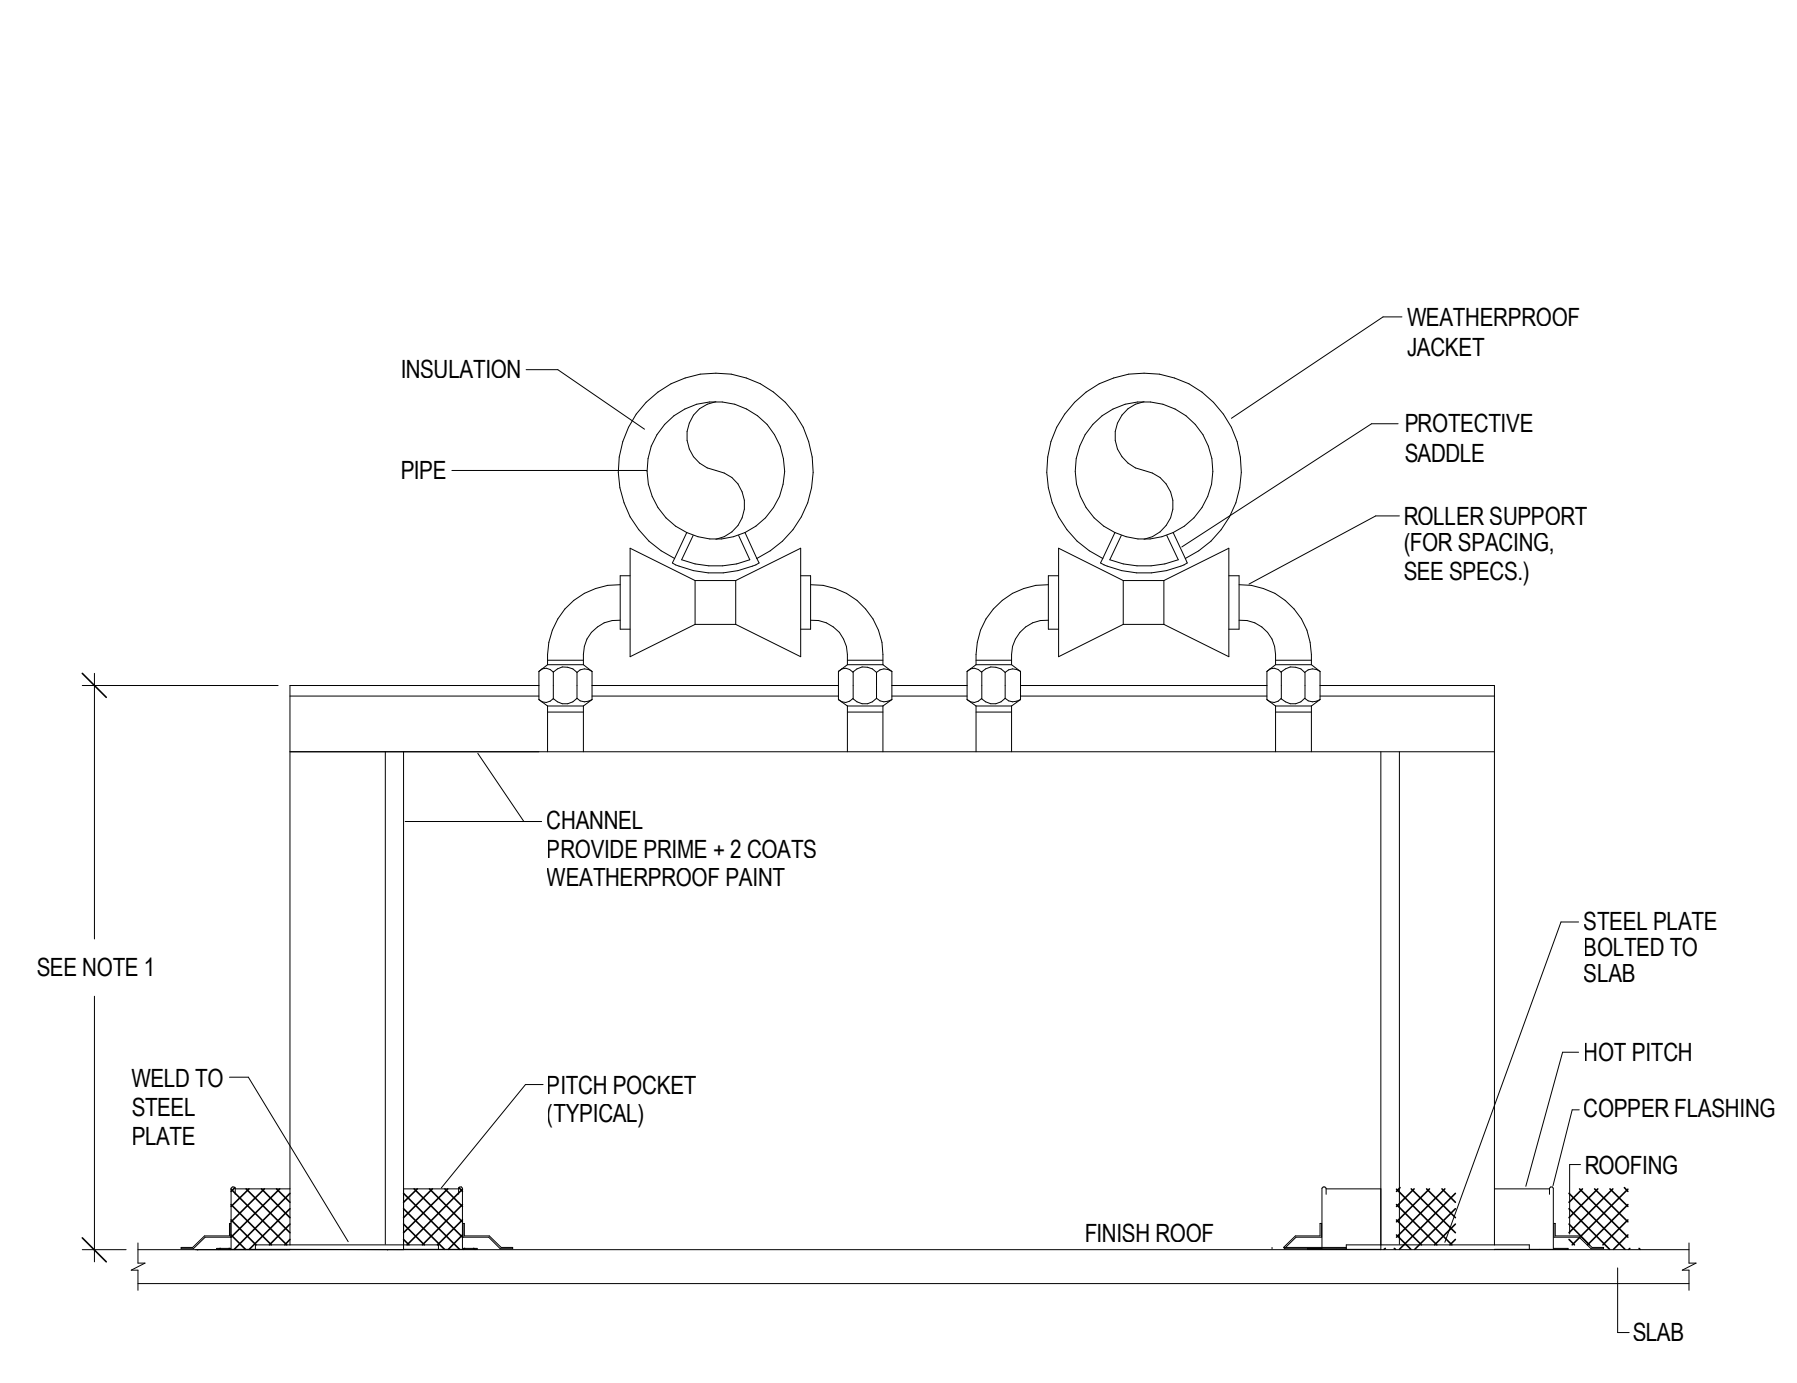 WEATHERPROOF
JACKET
INSULATION
PROTECTIVE
SADDLE
PIPE
ROLLER SUPPORT
(FOR SPACING,
SEE SPECS.)
CHANNEL
PROVIDE PRIME + 2 COATS
WEATHERPROOF PAINT
STEEL PLATE
BOLTED TO
SLAB
SEE NOTE 1
HOT PITCH
WELD TO
STEEL
PLATE
PITCH POCKET
(TYPICAL)
COPPER FLASHING
ROOFING
FINISH ROOF
SLAB